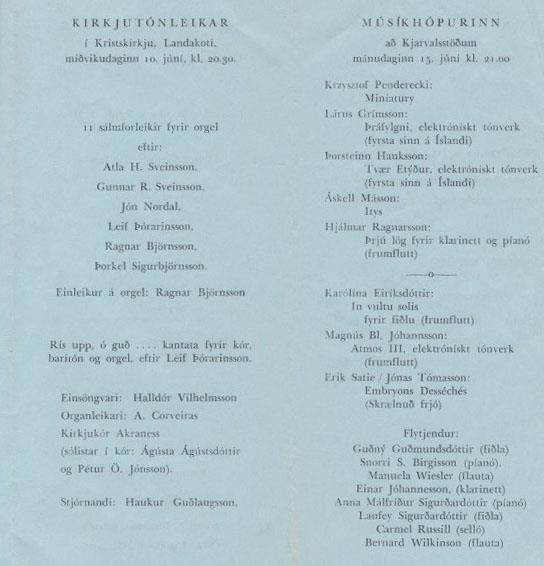 KIRKJUTÓNLEIKAR
í Kristskirkju, Landakoti,
miðvikudaginn 10. júní, kl. 20.30.
11 sálmforleikir fyrir orgel
eftir:
Atla H. Sveinsson,
Gunnar R. Sveinsson,
Jón Nordal,
Leif Þórarinsson,
Ragnar Björnsson,
Þorkel Sigurbjörnsson.
Einleikur á orgel: Ragnar Björnsson
Rís upp, ó guð .... kantata fyrir kór,
baritón og orgel, eftir Leif Þórarinsson.
Einsöngvari: Halldór Vilhelmsson
Organleikari: A. Corveiras
Kirkjukór Akraness
(sólistar í kór: Ágústa Ágústsdóttir
og Pétur Ö. Jónsson).
Stjórnandi: Haukur Guðlaugsson.
MÚSÍKHÓPURINN
að Kjarvalsstöðum
mánudaginn 15. júní kl. 21.00
Krzysztof Penderecki:
Miniatury
Lárus Grímsson:
Þráfylgni, elektróniskt tónverk
(fyrsta sinn á Íslandi)
Þorsteinn Hauksson:
Tvær Etýður, elektróniskt tónverk
(fyrsta sinn á Íslandi)
Áskell Másson:
Itys
Hjálmar Ragnarsson:
Þrjú lög fyrir klarinett og píanó
(frumflutt)
—o—
Karólína Eiríksdóttir:
In vultu solis
fyrir fiðlu (frumflutt)
Magnús Bl. Jóhannsson:
Atmos III, elektróniskt tónverk
(frumflutt)
Erik Satie / Jónas Tómasson:
Embryons Desséchés
(Skrælnuð frjó)
Flytjendur:
Guðný Guðmundsdóttir (fiðla)
Snorri S. Birgisson (píanó).
Manuela Wiesler (flauta)
Einar Jóhannesson, (klarinett)
Anna Málfríður Sigurðardóttir (píanó)
Laufey Sigurðardóttir (fiðla)
Carmel Russill (selló)
Bernard Wilkinson (flauta)